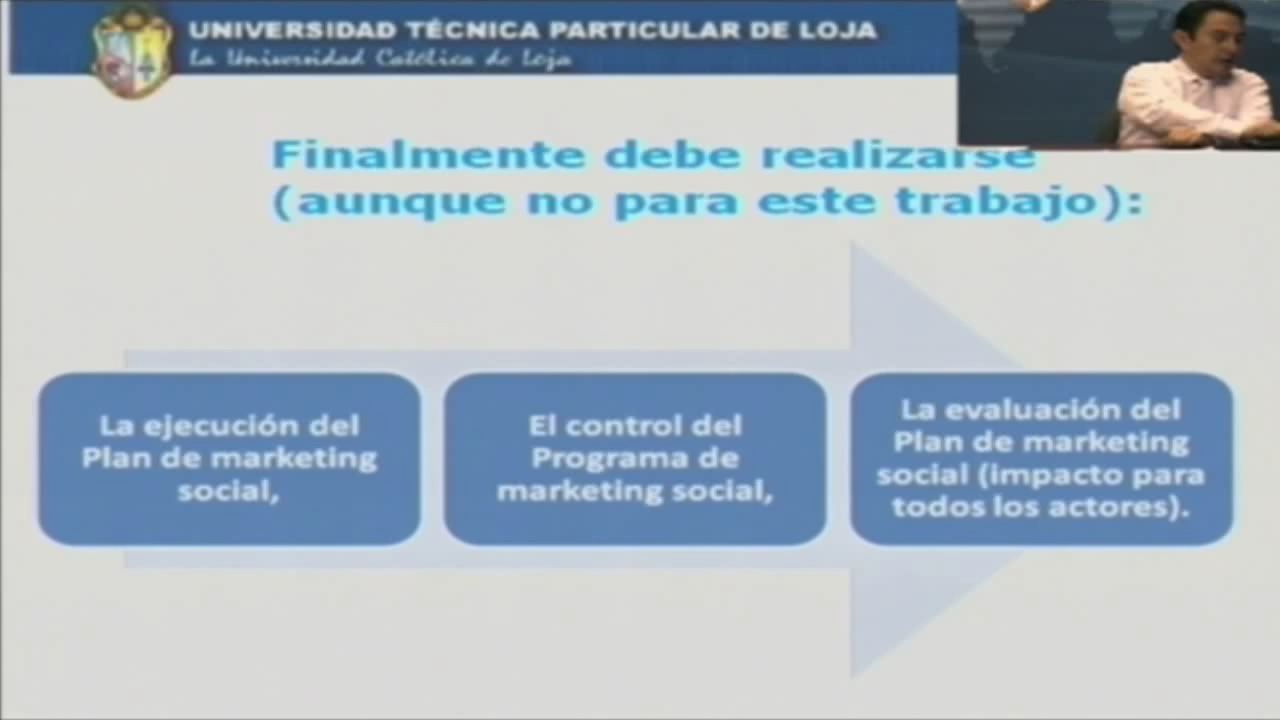 UNIVERSIDAD TÉCNICA PARTICULAR DE LOJA
La Universidad Católica de Loja
Finalmente debe realizarse
(aunque no para este trabajo):
La ejecución del
Plan de marketing
social,
El control del
Programa de
marketing social,
La evaluación del
Plan de marketing
social (impacto para
todos los actores).